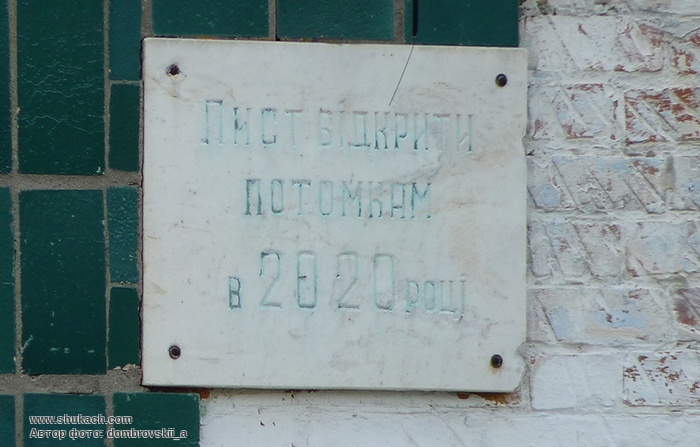 Лист відкрити
потомкам
в 2020 році
www.shukach.com
Автор фото: dombrovskii_a